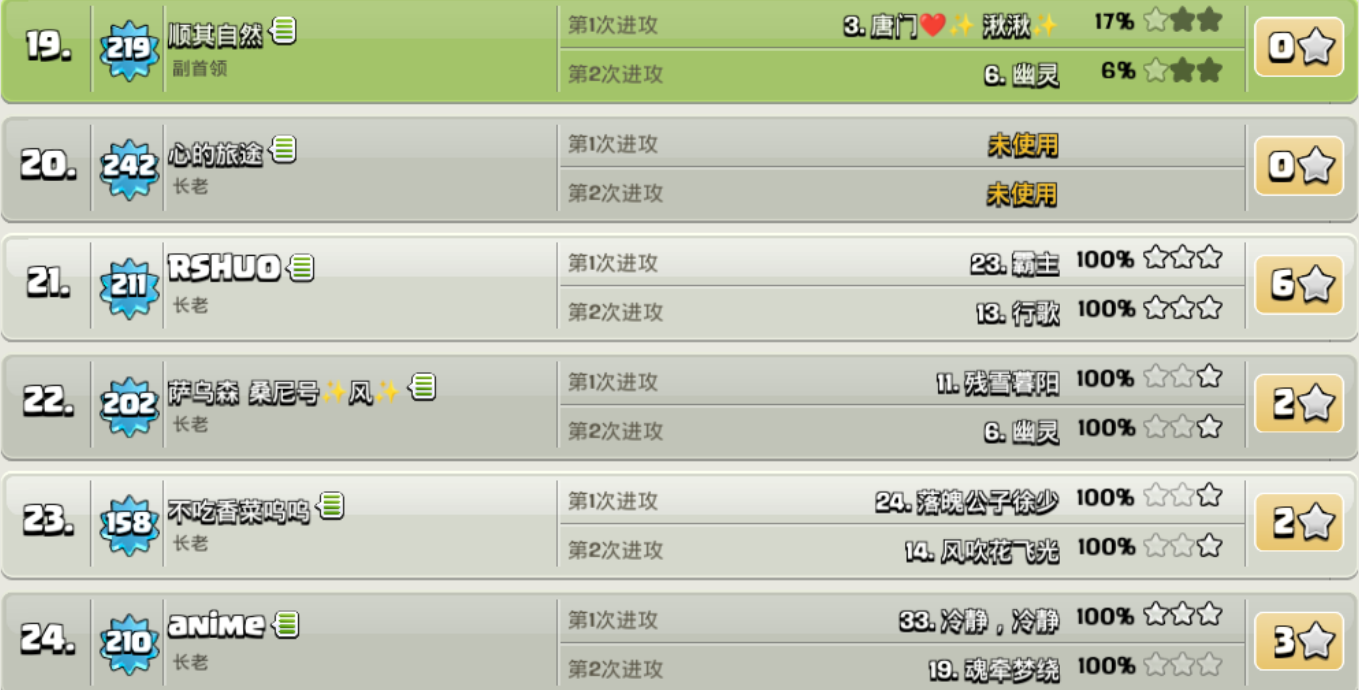 19. 219 顺其自然 第1次进攻 3. 唐门❤️✨ 湫湫✨ 17% 0
副首领 第2次进攻 6. 幽灵 6%
20. 242 心的旅途 第1次进攻 未使用 0
长老 第2次进攻 未使用
21. 211 RSHUO 第1次进攻 23. 霸主 100% 6
长老 第2次进攻 13. 行歌 100%
22. 202 萨乌森 桑尼号✨风✨ 第1次进攻 11. 残雪暮阳 100% 2
长老 第2次进攻 6. 幽灵 100%
23. 158 不吃香菜呜呜 第1次进攻 24. 落魄公子徐少 100% 2
长老 第2次进攻 14. 风吹花飞光 100%
24. 210 anime 第1次进攻 33. 冷静，冷静 100% 3
长老 第2次进攻 19. 魂牵梦绕 100%